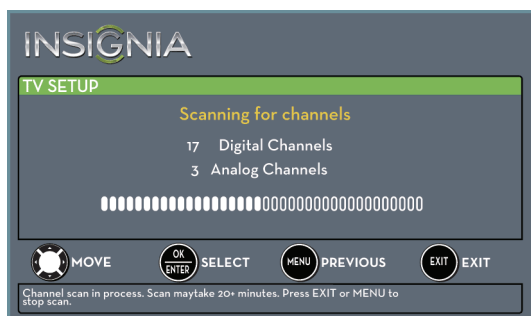 INSIGNIA
TV SETUP
Scanning for channels
17 Digital Channels
3 Analog Channels
MOVE OK ENTER SELECT MENU PREVIOUS EXIT EXIT
Channel scan in process. Scan maytake 20+ minutes. Press EXIT or MENU to
stop scan.